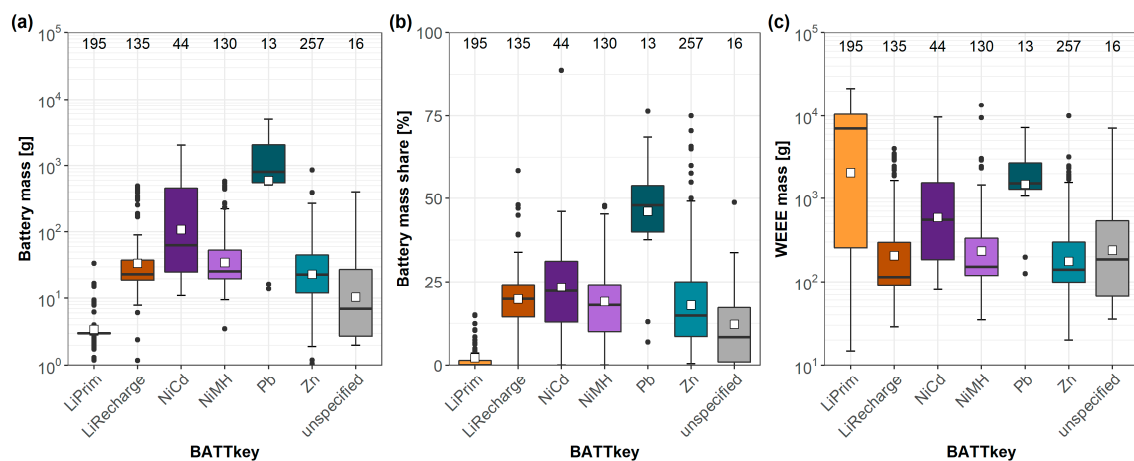 (a)
195 135 44 130 13 257 16
10^5
10^4
10^3
10^2
10^1
10^0
Battery mass [g]
LiPrim LiRecharge NiCd NiMH Pb Zn unspecified
BATTkey
(b)
195 135 44 130 13 257 16
100
75
50
25
0
Battery mass share [%]
LiPrim LiRecharge NiCd NiMH Pb Zn unspecified
BATTkey
(c)
195 135 44 130 13 257 16
10^5
10^4
10^3
10^2
10^1
WEEE mass [g]
LiPrim LiRecharge NiCd NiMH Pb Zn unspecified
BATTkey